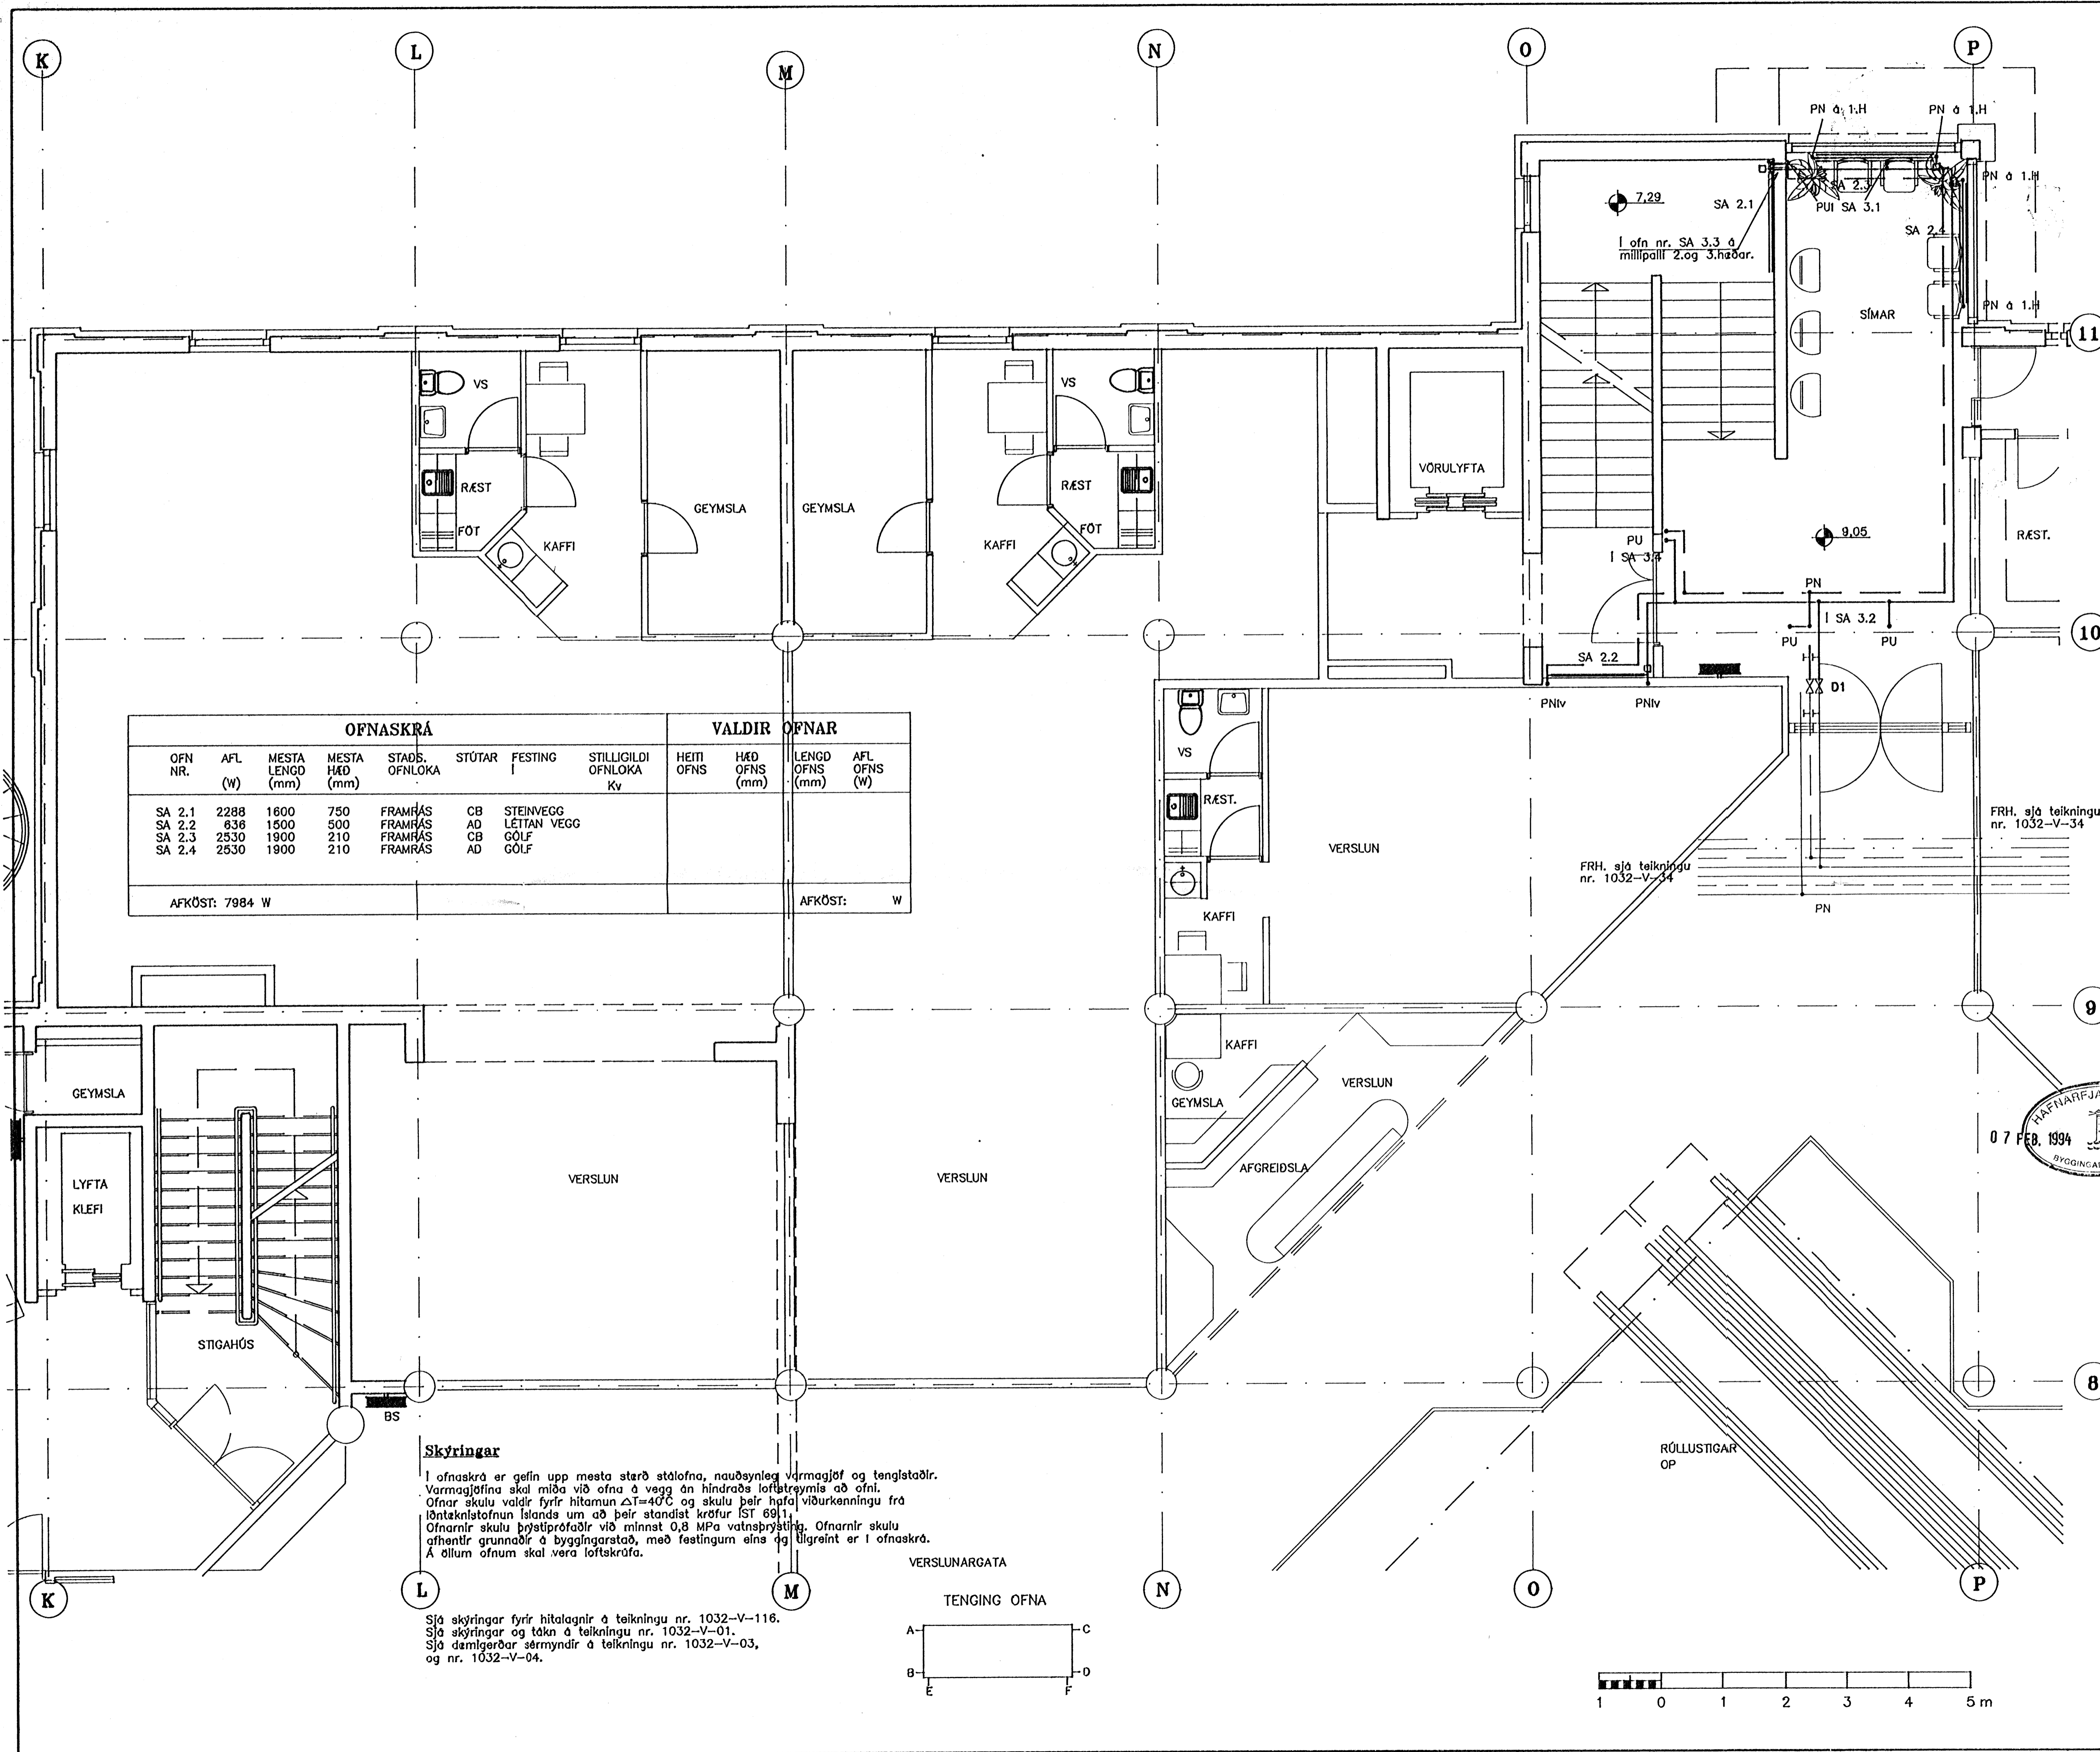 K
L
M
N
O
P
PN á 1.H
PN á 1.H
PN á 1.H
SA 2.3
PUI SA 3.1
SA 2.1
7,29
Í ofn nr. SA 3.3 á
millipalli 2.og 3.hæðar.
SA 2.4
PN á 1.H
SÍMAR
11
VS
VS
VÖRULYFTA
RÆST
GEYMSLA
GEYMSLA
RÆST
FÖT
KAFFI
KAFFI
FÖT
PU
Í SA 3.4
9,05
RÆST.
PN
Í SA 3.2
PU
PU
10
SA 2.2
PNIv
PNIv
D1
OFNASKRÁ
VALDIR OFNAR
OFN NR.
AFL (W)
MESTA LENGD (mm)
MESTA HÆÐ (mm)
STAÐS. OFNLOKA
STÚTAR
FESTING Í
STILLIGILDI OFNLOKA Kv
HEITI OFNS
HÆÐ OFNS (mm)
LENGD OFNS (mm)
AFL OFNS (W)
SA 2.1 2288 1600 750 FRAMRÁS CB STEINVEGG
SA 2.2 636 1500 500 FRAMRÁS AD LÉTTAN VEGG
SA 2.3 2530 1900 210 FRAMRÁS CB GÓLF
SA 2.4 2530 1900 210 FRAMRÁS AD GÓLF
AFKÖST: 7984 W
AFKÖST: W
VS
RÆST.
VERSLUN
KAFFI
FRH. sjá teikningu
nr. 1032-V-34
FRH. sjá teikningu
nr. 1032-V-34
PN
9
KAFFI
VERSLUN
GEYMSLA
GEYMSLA
AFGREIÐSLA
HAFNARFJA
07 FEB. 1994
BYGGINGA
LYFTA
KLEFI
VERSLUN
VERSLUN
STIGAHÚS
8
BS
RÚLLUSTIGAR
OP
Skýringar
Í ofnaskrá er gefin upp mesta stærð stálofna, nauðsynleg varmagjöf og tengistaðir.
Varmagjöfina skal miða við ofna á vegg án hindraðs loftstreymis að ofni.
Ofnar skulu valdir fyrir hitamun △T=40°C og skulu þeir hafa viðurkenningu frá
Iðntæknistofnun Íslands um að þeir standist kröfur ÍST 69.1.
Ofnarnir skulu þrýstiprófaðir við minnst 0,8 MPa vatnsþrýsting. Ofnarnir skulu
afhentir grunnaðir á byggingarstað, með festingum eins og tilgreint er í ofnaskrá.
Á öllum ofnum skal vera loftskrúfa.
VERSLUNARGATA
K
L
M
N
O
P
Sjá skýringar fyrir hitalagnir á teikningu nr. 1032-V-116.
Sjá skýringar og tákn á teikningu nr. 1032-V-01.
Sjá dæmigerðar sérmyndir á teikningu nr. 1032-V-03,
og nr. 1032-V-04.
TENGING OFNA
A
C
B
D
E
F
1 0 1 2 3 4 5 m